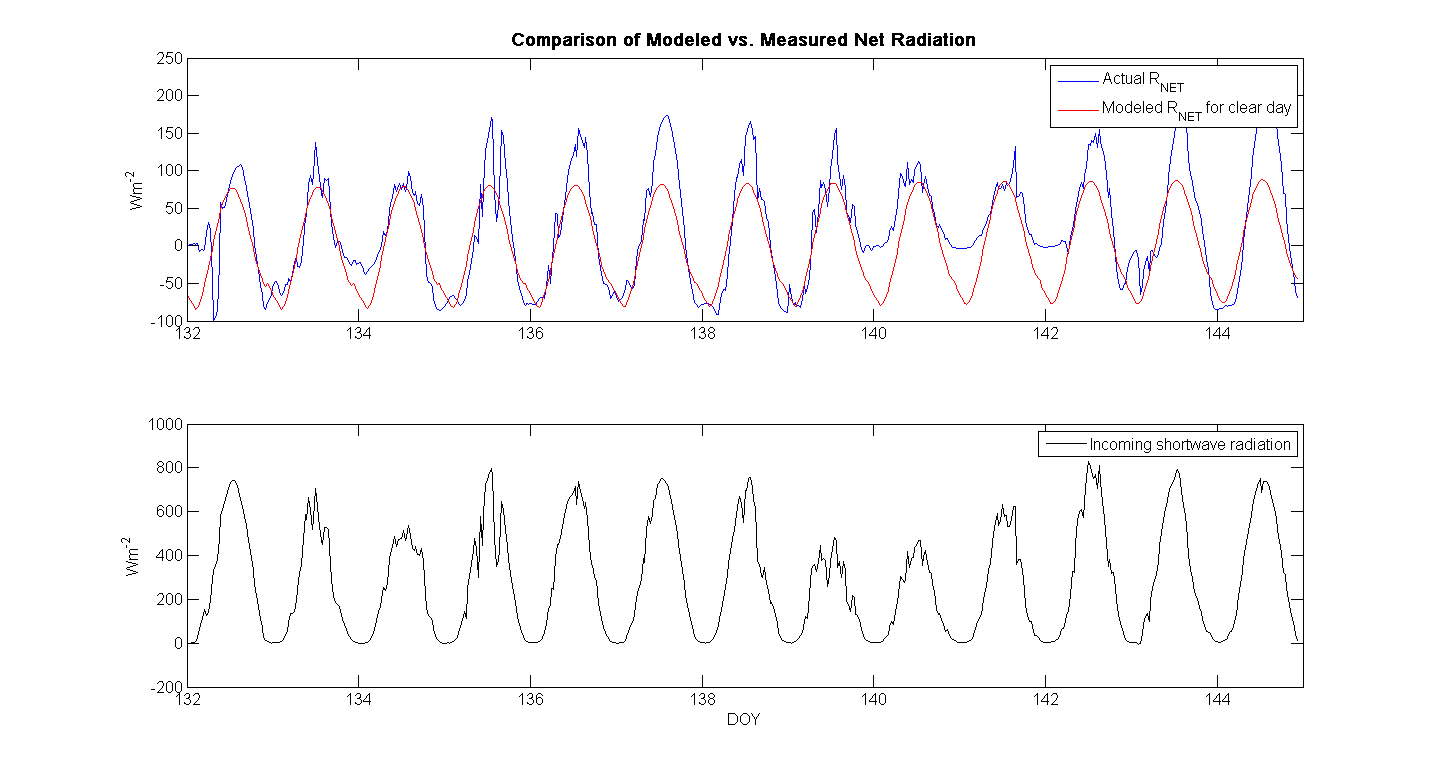 Comparison of Modeled vs. Measured Net Radiation
250
200
150
100
50
0
-50
-100
Wm-2
Actual RNET
Modeled RNET for clear day
132 134 136 138 140 142 144
1000
800
600
400
200
0
-200
Wm-2
Incoming shortwave radiation
132 134 136 138 140 142 144
DOY